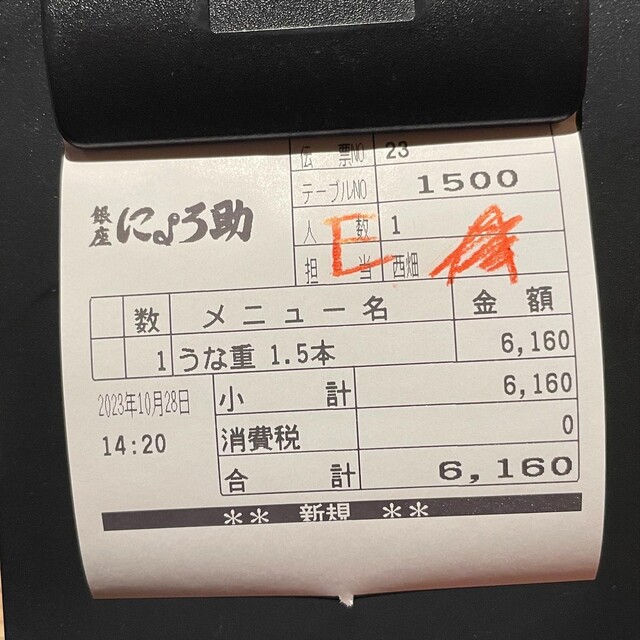 伝票NO 23
テーブルNO 1500
人数 1
担当 西畑
E
銀座 にょろ助
数 メニュー名 金額
1 うな重 1.5本 6,160
2023年10月28日
14:20
小計 6,160
消費税 0
合計 6,160
** 新規 **